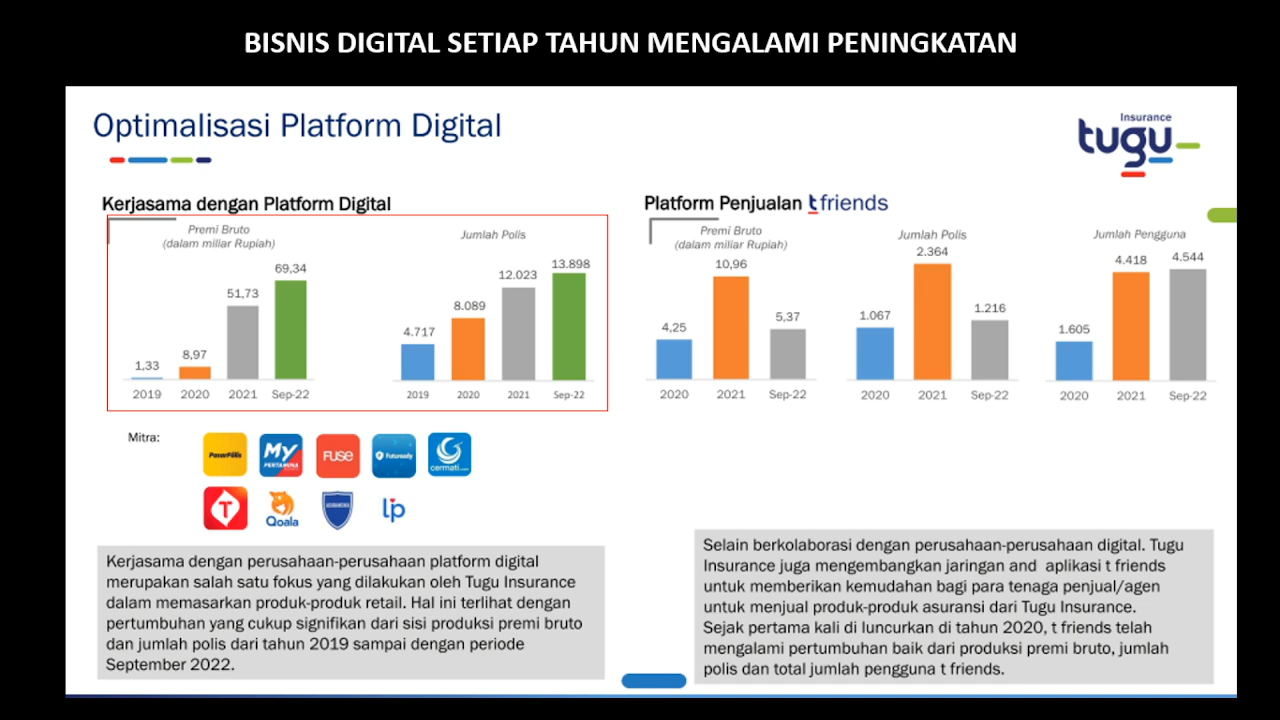 BISNIS DIGITAL SETIAP TAHUN MENGALAMI PENINGKATAN
Optimalisasi Platform Digital
Insurance
tugu
Kerjasama dengan Platform Digital
Premi Bruto
(dalam miliar Rupiah)
1,33
8,97
51,73
69,34
2019
2020
2021
Sep-22
Jumlah Polis
4.717
8.089
12.023
13.898
2019
2020
2021
Sep-22
Platform Penjualan t friends
Premi Bruto
(dalam miliar Rupiah)
4,25
10,96
5,37
2020
2021
Sep-22
Jumlah Polis
1.067
2.364
1.216
2020
2021
Sep-22
Jumlah Pengguna
1.605
4.418
4.544
2020
2021
Sep-22
Mitra:
PasarPolis
My
PERTAMINA
FUSE
Futuready
cermati.com
T
Qoala
lip
Kerjasama dengan perusahaan-perusahaan platform digital
merupakan salah satu fokus yang dilakukan oleh Tugu Insurance
dalam memasarkan produk-produk retail. Hal ini terlihat dengan
pertumbuhan yang cukup signifikan dari sisi produksi premi bruto
dan jumlah polis dari tahun 2019 sampai dengan periode
September 2022.
Selain berkolaborasi dengan perusahaan-perusahaan digital. Tugu
Insurance juga mengembangkan jaringan and aplikasi t friends
untuk memberikan kemudahan bagi para tenaga penjual/agen
untuk menjual produk-produk asuransi dari Tugu Insurance.
Sejak pertama kali di luncurkan di tahun 2020, t friends telah
mengalami pertumbuhan baik dari produksi premi bruto, jumlah
polis dan total jumlah pengguna t friends.